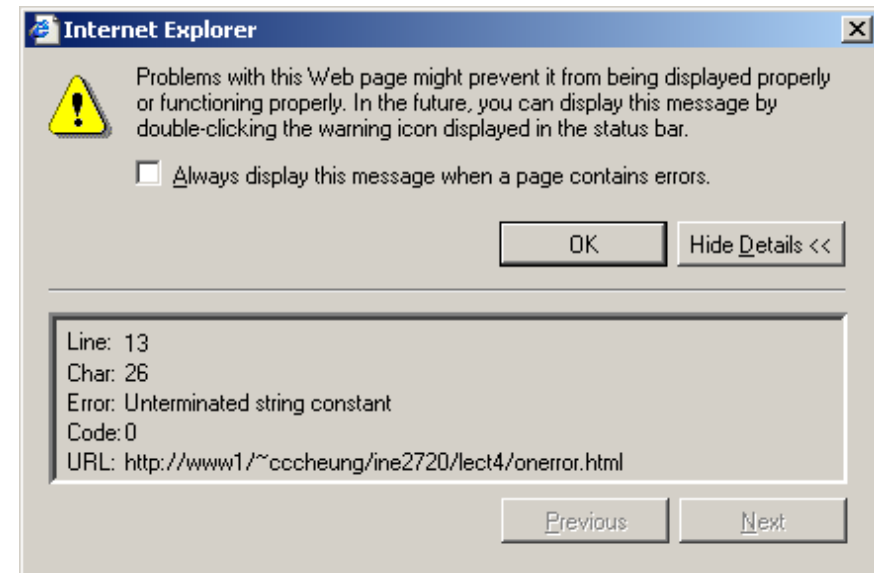 Internet Explorer
Problems with this Web page might prevent it from being displayed properly
or functioning properly. In the future, you can display this message by
double-clicking the warning icon displayed in the status bar.
Always display this message when a page contains errors.
OK
Hide Details <<
Line: 13
Char: 26
Error: Unterminated string constant
Code: 0
URL: http://www1/~cccheung/ine2720/lect4/onerror.html
Previous
Next